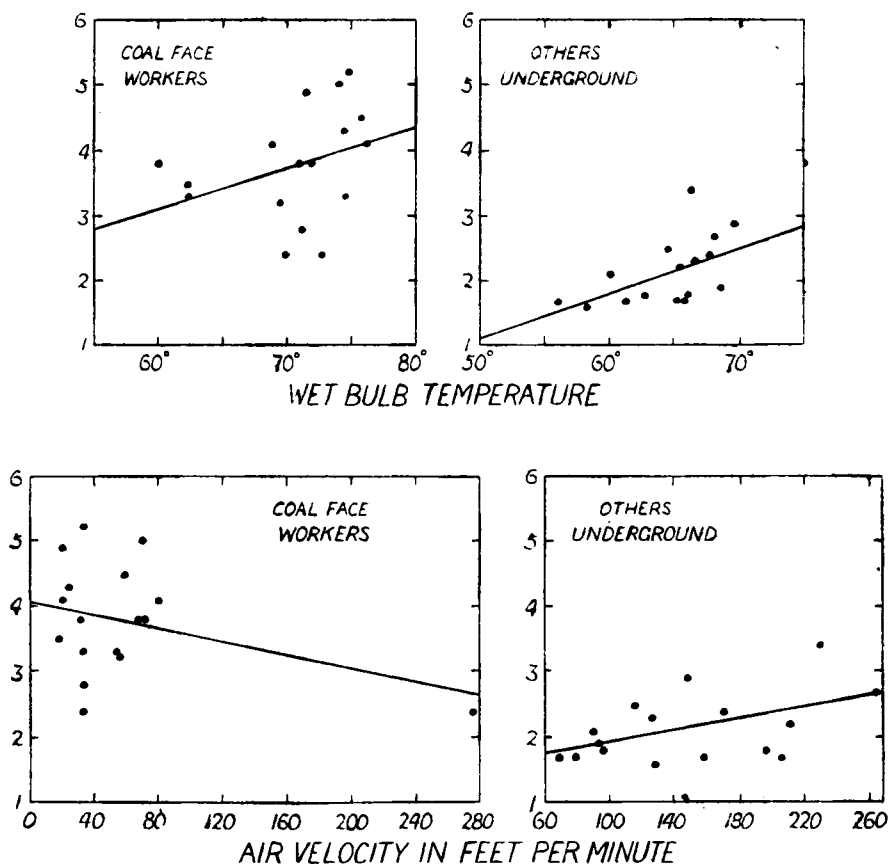 6
5
4
3
2
1
COAL FACE
WORKERS
60° 70° 80°
6
5
4
3
2
1
OTHERS
UNDERGROUND
50° 60° 70°
WET BULB TEMPERATURE
6
5
4
3
2
1
COAL FACE
WORKERS
0 40 80 120 160 200 240 280
6
5
4
3
2
1
OTHERS
UNDERGROUND
60 100 140 180 220 260
AIR VELOCITY IN FEET PER MINUTE